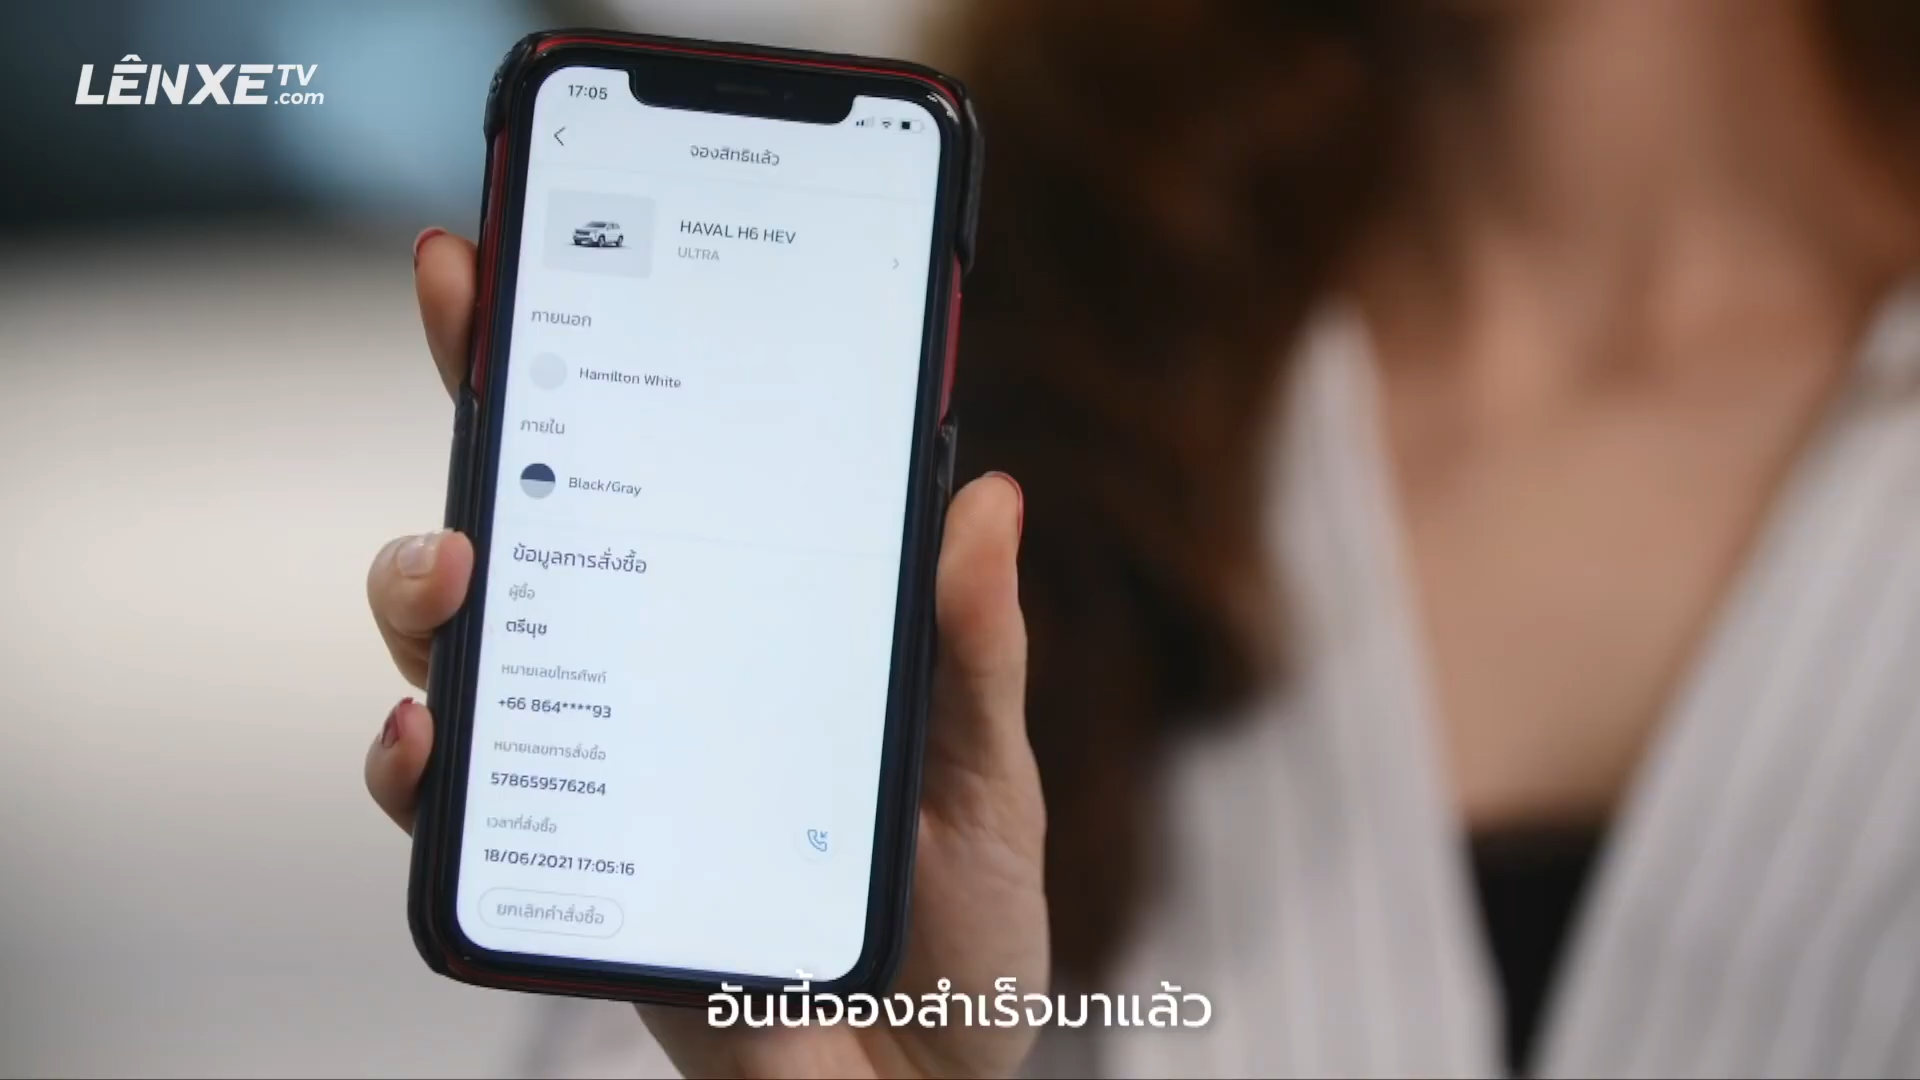 LÊNXE TV
.com
17:05
จองสิทธิแล้ว
HAVAL H6 HEV
ULTRA
ภายนอก
Hamilton White
ภายใน
Black/Gray
ข้อมูลการสั่งซื้อ
ผู้ซื้อ
ตรีนุช
หมายเลขโทรศัพท์
+66 864****93
หมายเลขการสั่งซื้อ
578659576264
เวลาที่สั่งซื้อ
18/06/2021 17:05:16
ยกเลิกคำสั่งซื้อ
อันนี้จองสำเร็จมาแล้ว